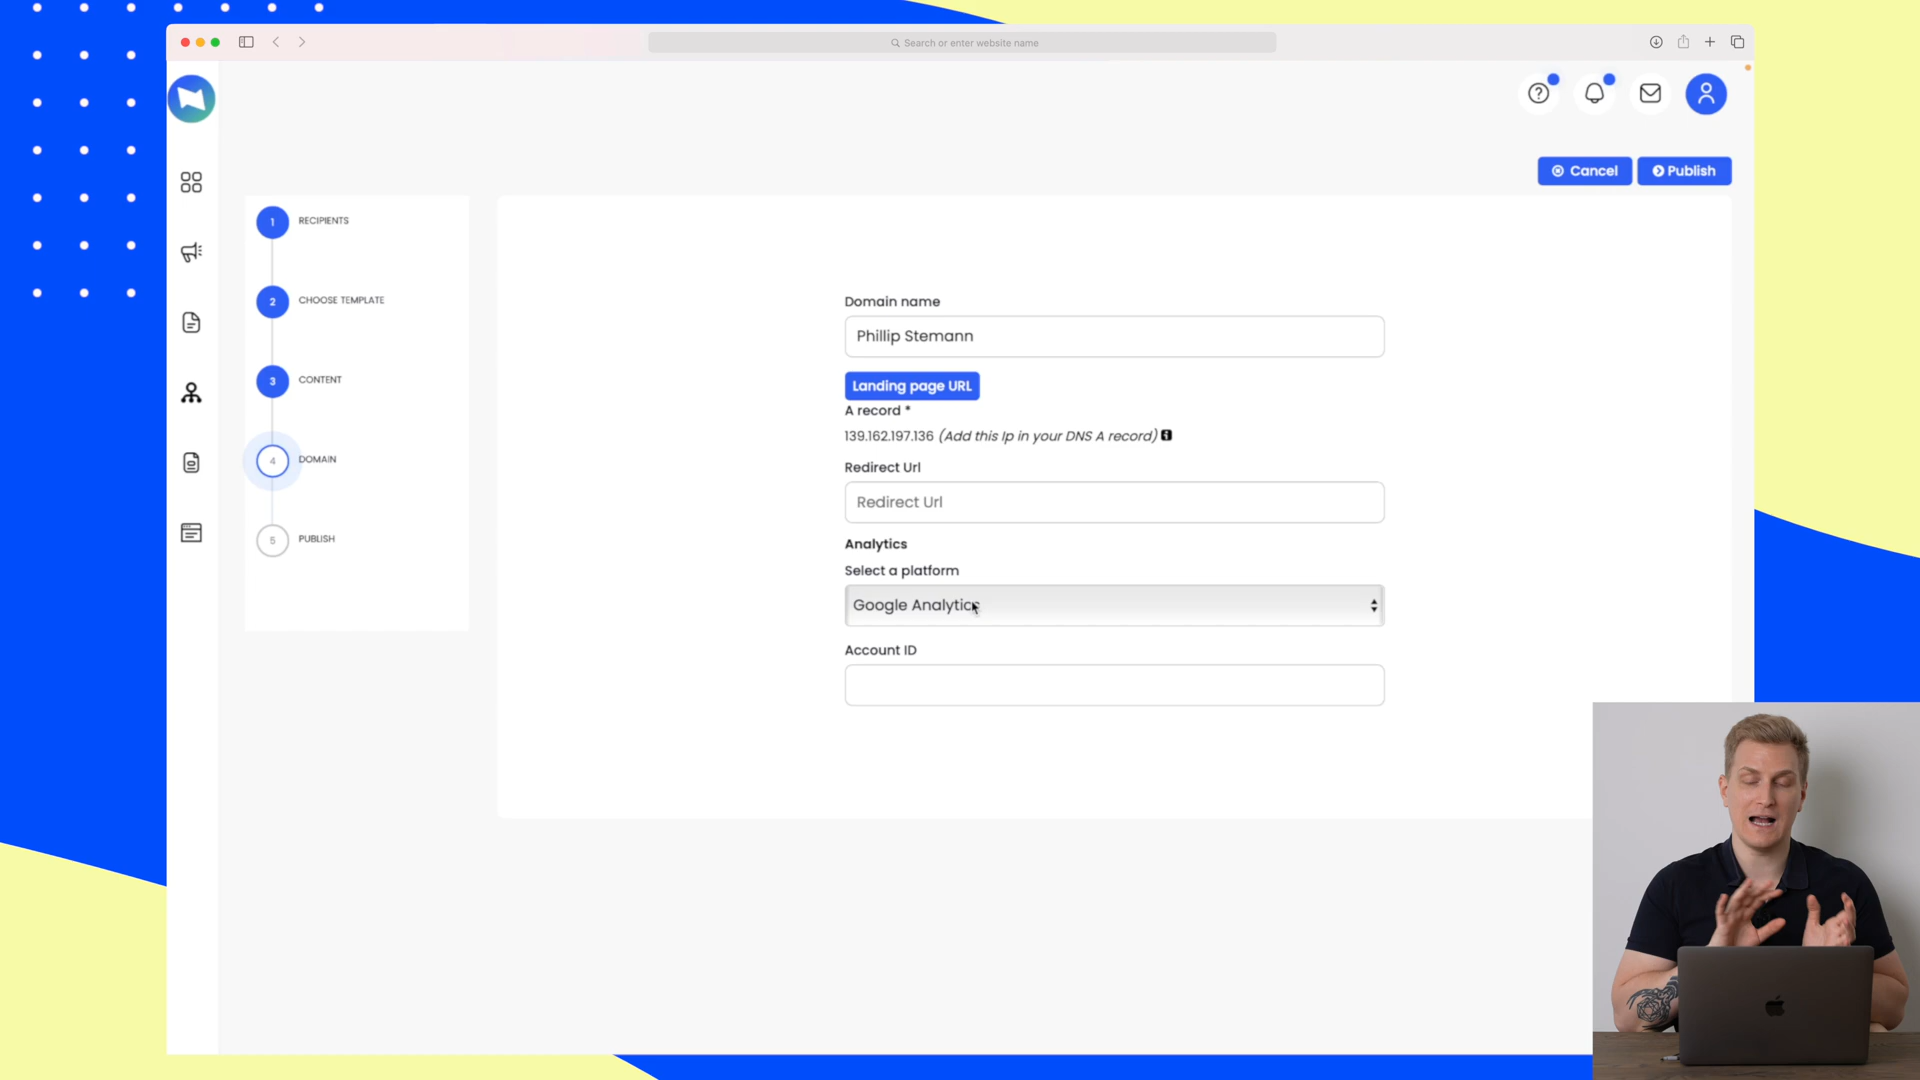 Search or enter website name
Cancel
Publish
1 RECIPIENTS
2 CHOOSE TEMPLATE
3 CONTENT
4 DOMAIN
5 PUBLISH
Domain name
Phillip Stemann
Landing page URL
A record *
139.162.197.136 (Add this Ip in your DNS A record)
Redirect Url
Redirect Url
Analytics
Select a platform
Google Analytics
Account ID